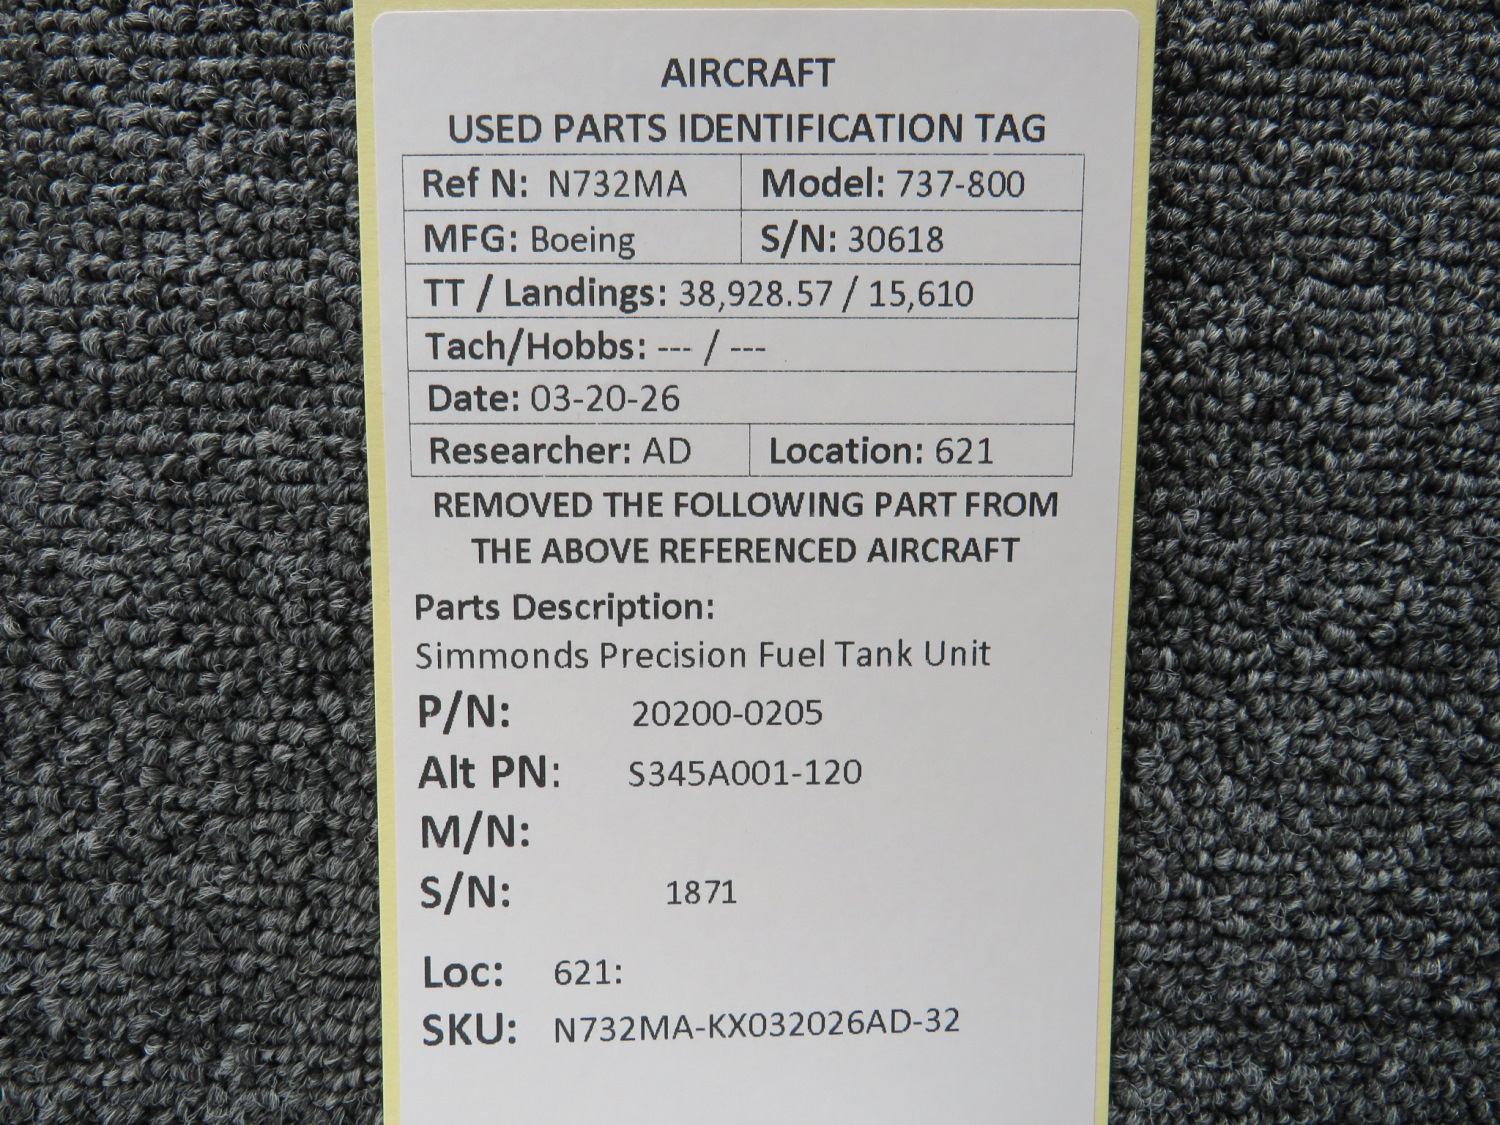 AIRCRAFT
USED PARTS IDENTIFICATION TAG
Ref N: N732MA Model: 737-800
MFG: Boeing S/N: 30618
TT / Landings: 38,928.57 / 15,610
Tach/Hobbs: --- / ---
Date: 03-20-26
Researcher: AD Location: 621
REMOVED THE FOLLOWING PART FROM
THE ABOVE REFERENCED AIRCRAFT
Parts Description:
Simmonds Precision Fuel Tank Unit
P/N: 20200-0205
Alt PN: S345A001-120
M/N:
S/N: 1871
Loc: 621:
SKU: N732MA-KX032026AD-32